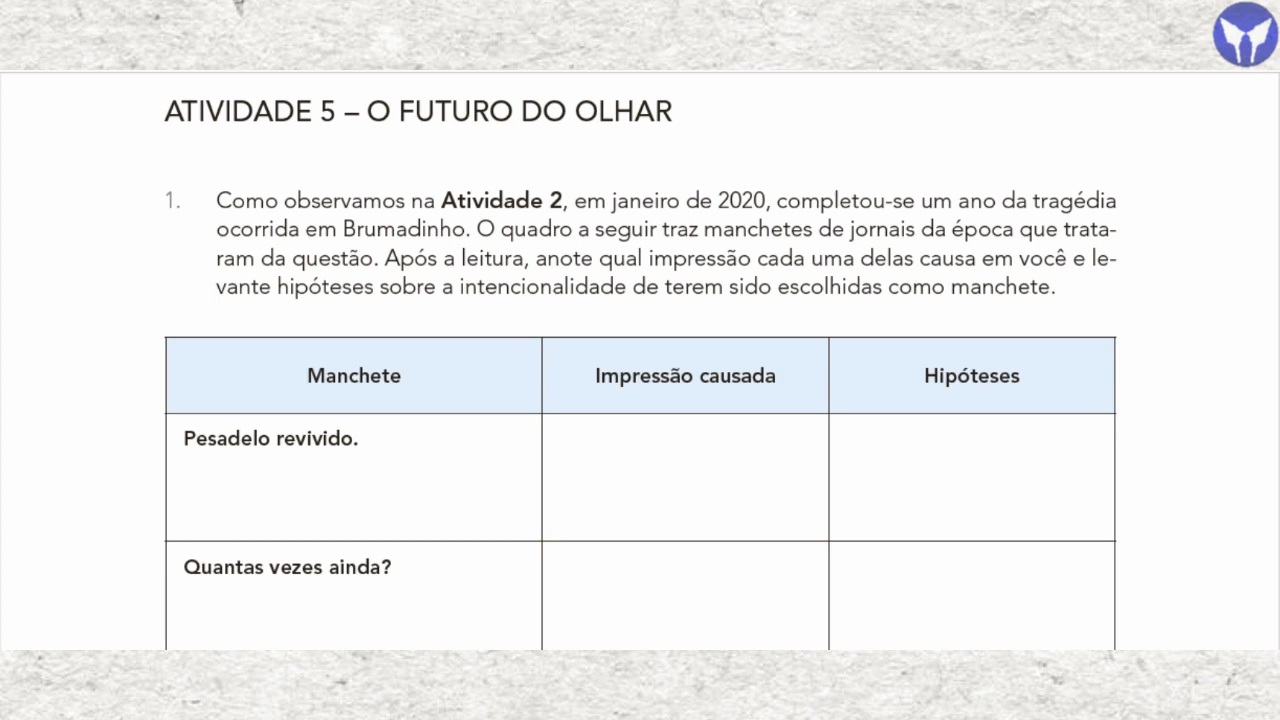 ATIVIDADE 5 – O FUTURO DO OLHAR
1. Como observamos na Atividade 2, em janeiro de 2020, completou-se um ano da tragédia
ocorrida em Brumadinho. O quadro a seguir traz manchetes de jornais da época que trata-
ram da questão. Após a leitura, anote qual impressão cada uma delas causa em você e le-
vante hipóteses sobre a intencionalidade de terem sido escolhidas como manchete.
Manchete Impressão causada Hipóteses
Pesadelo revivido.
Quantas vezes ainda?